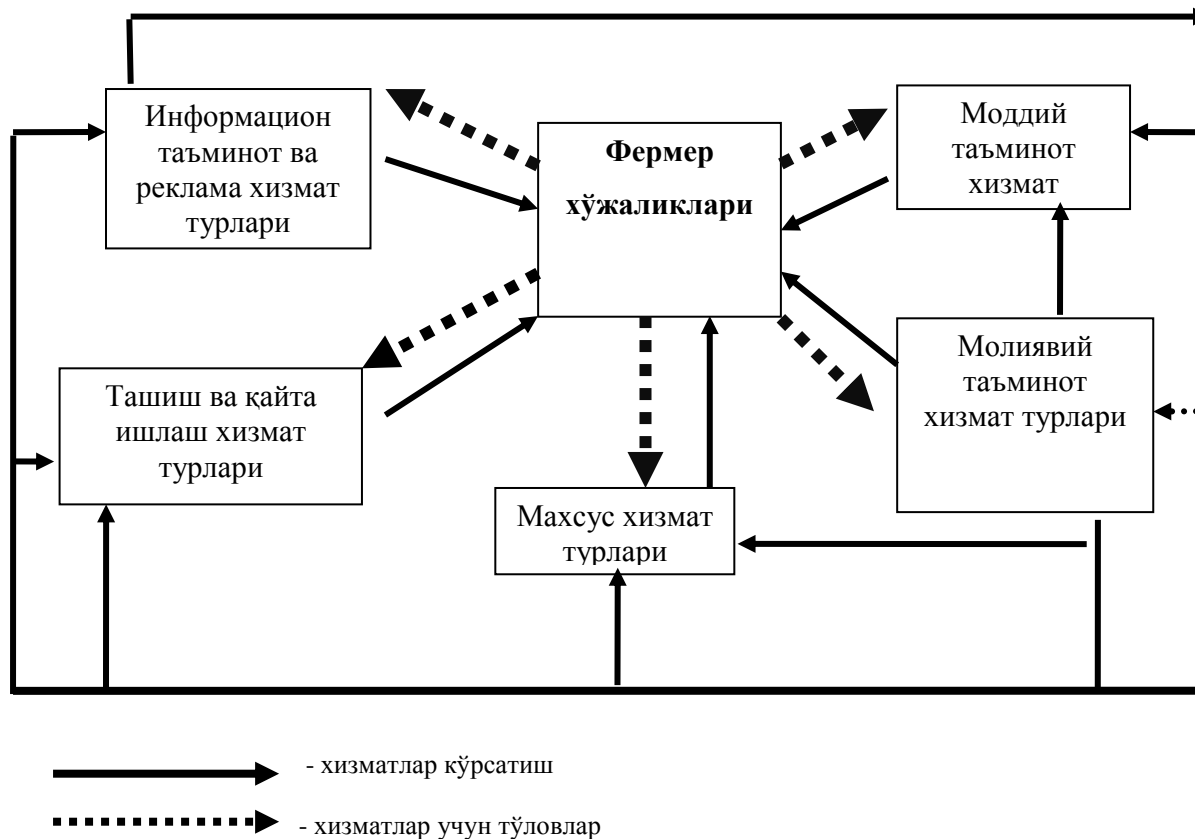 Информацион
таъминот ва
реклама хизмат
турлари
Фермер
хўжаликлари
Моддий
таъминот
хизмат
Ташиш ва қайта
ишлаш хизмат
турлари
Махсус хизмат
турлари
Молиявий
таъминот
хизмат турлари
- хизматлар кўрсатиш
- хизматлар учун тўловлар